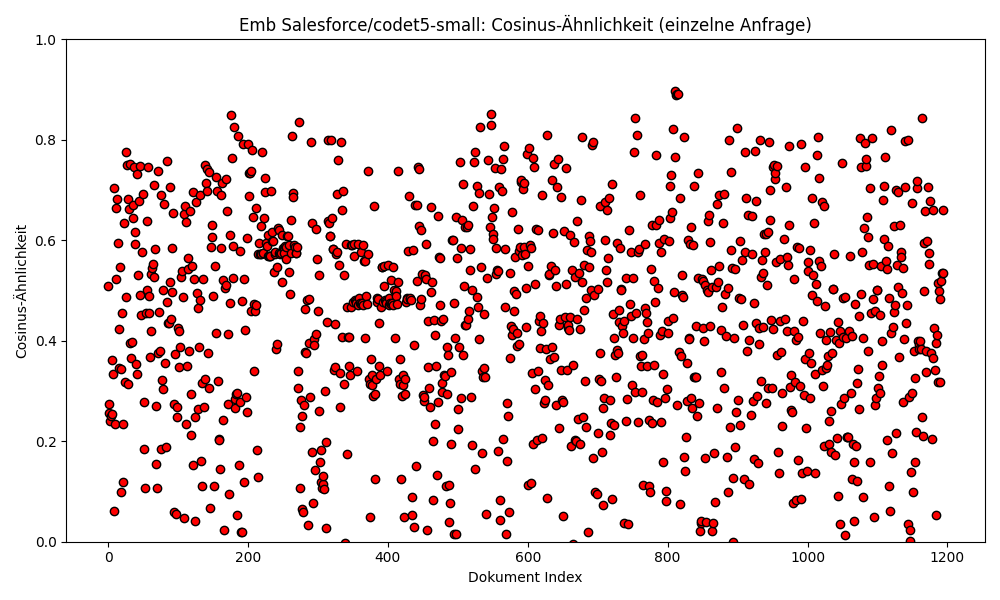 Emb Salesforce/codet5-small: Cosinus-Ähnlichkeit (einzelne Anfrage)
1.0
0.8
0.6
0.4
0.2
0.0
Cosinus-Ähnlichkeit
0 200 400 600 800 1000 1200
Dokument Index